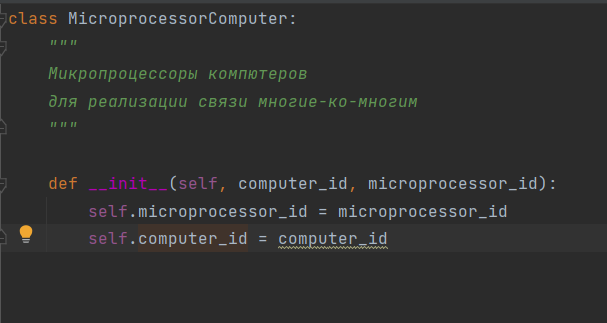 class MicroprocessorComputer:
"""
Микропроцессоры компютеров
для реализации связи многие-ко-многим
"""
def __init__(self, computer_id, microprocessor_id):
self.microprocessor_id = microprocessor_id
self.computer_id = computer_id